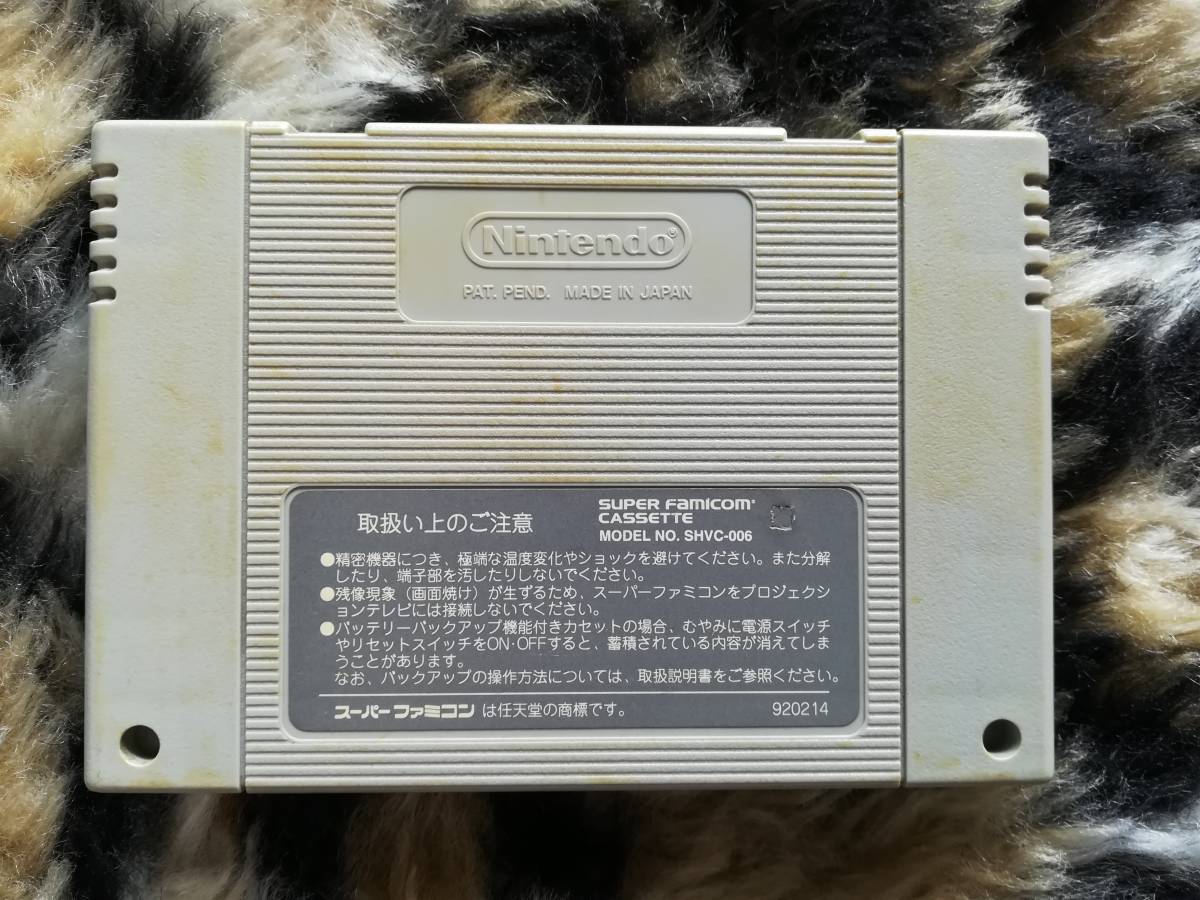 Nintendo®
PAT. PEND. MADE IN JAPAN
取扱い上のご注意
SUPER FAMICOM
CASSETTE
MODEL NO. SHVC-006
●精密機器につき、極端な温度変化やショックを避けてください。また分解
したり、端子部を汚したりしないでください。
●残像現象（画面焼け）が生ずるため、スーパーファミコンをプロジェクシ
ョンテレビには接続しないでください。
●バッテリーバックアップ機能付きカセットの場合、むやみに電源スイッチ
やリセットスイッチをON·OFFすると、蓄積されている内容が消えてしま
うことがあります。
なお、バックアップの操作方法については、取扱説明書をご参照ください。
スーパーファミコン は任天堂の商標です。
920214